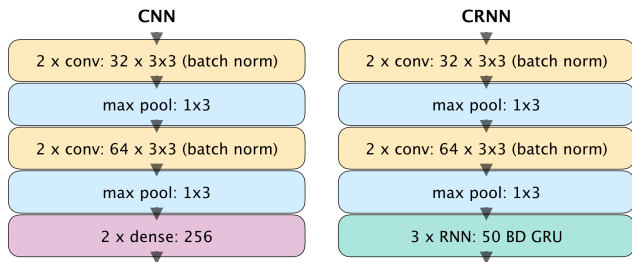 CNN
2 x conv: 32 x 3x3 (batch norm)
max pool: 1x3
2 x conv: 64 x 3x3 (batch norm)
max pool: 1x3
2 x dense: 256
CRNN
2 x conv: 32 x 3x3 (batch norm)
max pool: 1x3
2 x conv: 64 x 3x3 (batch norm)
max pool: 1x3
3 x RNN: 50 BD GRU